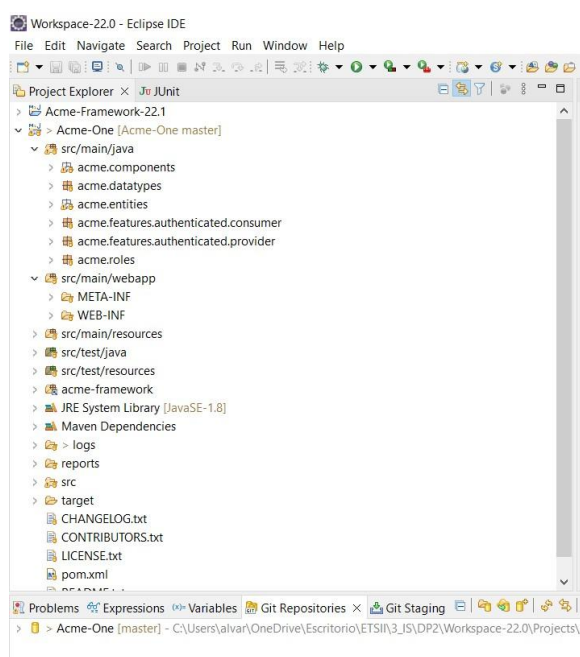 Workspace-22.0 - Eclipse IDE
File Edit Navigate Search Project Run Window Help
Project Explorer × Ju JUnit
> Acme-Framework-22.1
> Acme-One [Acme-One master]
src/main/java
> acme.components
> acme.datatypes
> acme.entities
> acme.features.authenticated.consumer
> acme.features.authenticated.provider
> acme.roles
src/main/webapp
> META-INF
> WEB-INF
> src/main/resources
> src/test/java
> src/test/resources
> acme-framework
> JRE System Library [JavaSE-1.8]
> Maven Dependencies
> > logs
> reports
> src
> target
CHANGELOG.txt
CONTRIBUTORS.txt
LICENSE.txt
pom.xml
Problems Expressions (x)= Variables Git Repositories × Git Staging
> > Acme-One [master] - C:\Users\alvar\OneDrive\Escritorio\ETSII\3_IS\DP2\Workspace-22.0\Projects\